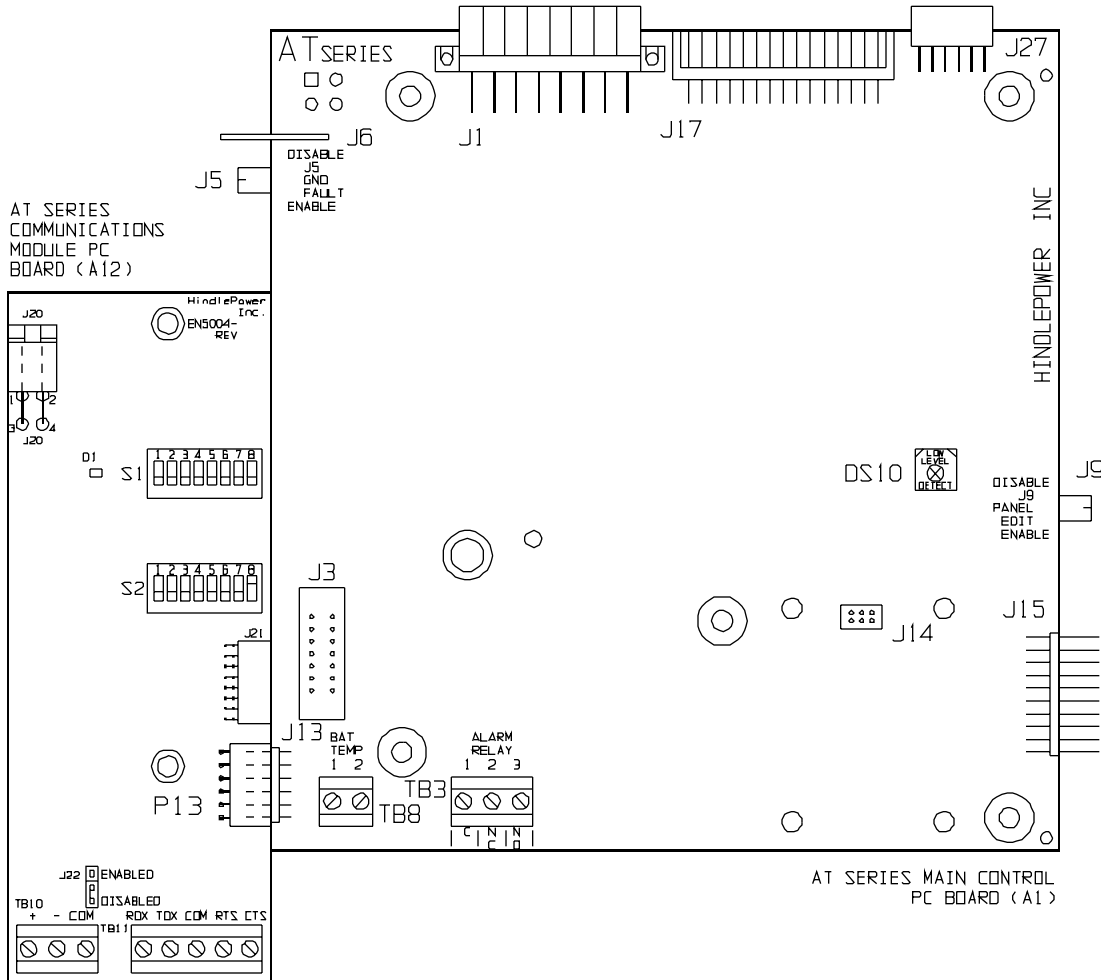 AT SERIES
J27
J6
J1
J17
DISABLE
J5
GND
FAULT
ENABLE
J5
HINDLEPOWER INC
AT SERIES
COMMUNICATIONS
MODULE PC
BOARD (A12)
HindlePower
Inc.
EN5004-
REV
J20
1 2
3 4
J20
D1
S1
1 2 3 4 5 6 7 8
S2
1 2 3 4 5 6 7 8
DS10
LOW
LEVEL
DETECT
J9
DISABLE
J9
PANEL
EDIT
ENABLE
J3
J14
J15
J21
J13
BAT
TEMP
1 2
TB8
ALARM
RELAY
1 2 3
TB3
C NC NO
P13
J22
ENABLED
DISABLED
TB10
+ - COM
TB11
RDX TDX COM RTS CTS
AT SERIES MAIN CONTROL
PC BOARD (A1)